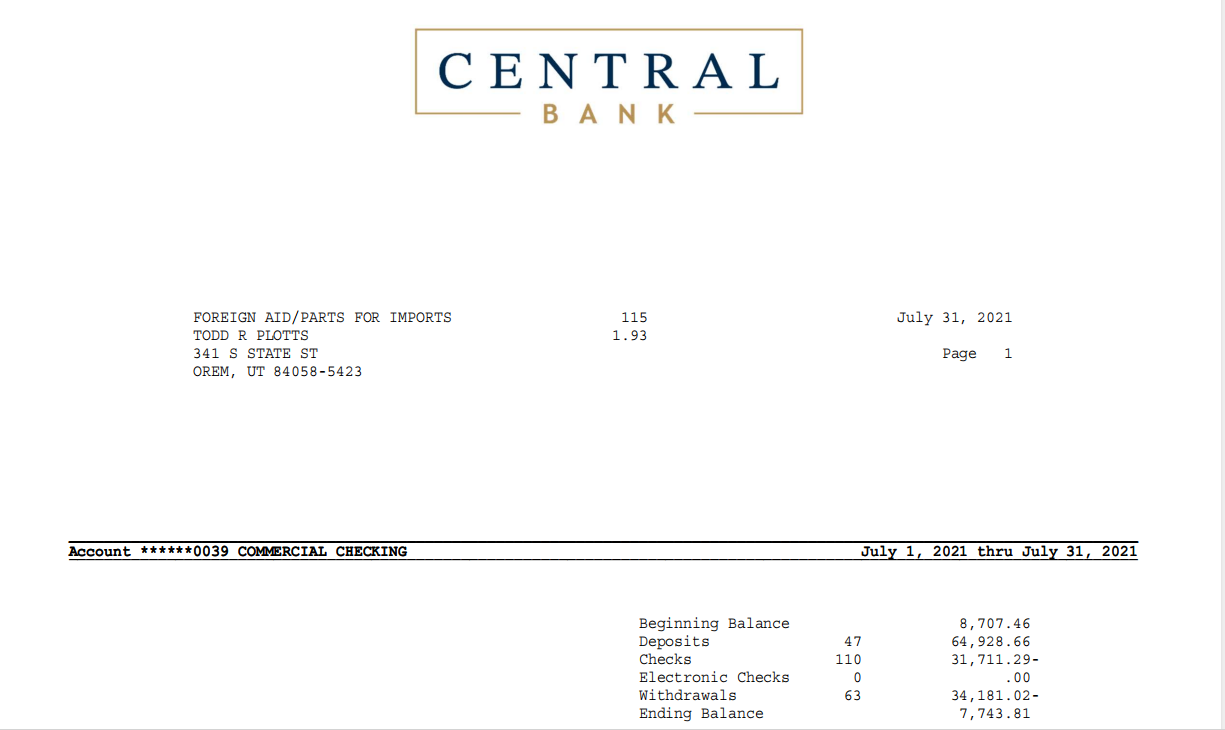 CENTRAL
BANK
FOREIGN AID/PARTS FOR IMPORTS 115 July 31, 2021
TODD R PLOTTS 1.93
341 S STATE ST Page 1
OREM, UT 84058-5423
Account ******0039 COMMERCIAL CHECKING July 1, 2021 thru July 31, 2021
Beginning Balance 8,707.46
Deposits 47 64,928.66
Checks 110 31,711.29-
Electronic Checks 0 .00
Withdrawals 63 34,181.02-
Ending Balance 7,743.81